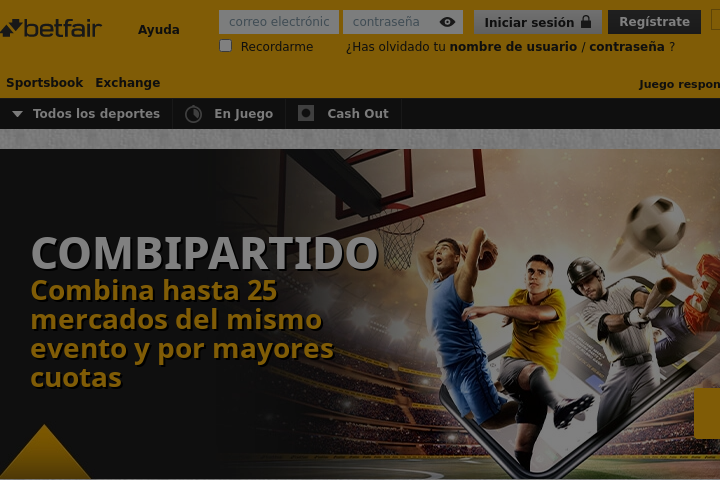 betfair
Ayuda
correo electrónic
contraseña
Iniciar sesión
Regístrate
Recordarme
¿Has olvidado tu nombre de usuario / contraseña ?
Sportsbook
Exchange
Juego respon
Todos los deportes
En Juego
Cash Out
COMBIPARTIDO
Combina hasta 25
mercados del mismo
evento y por mayores
cuotas